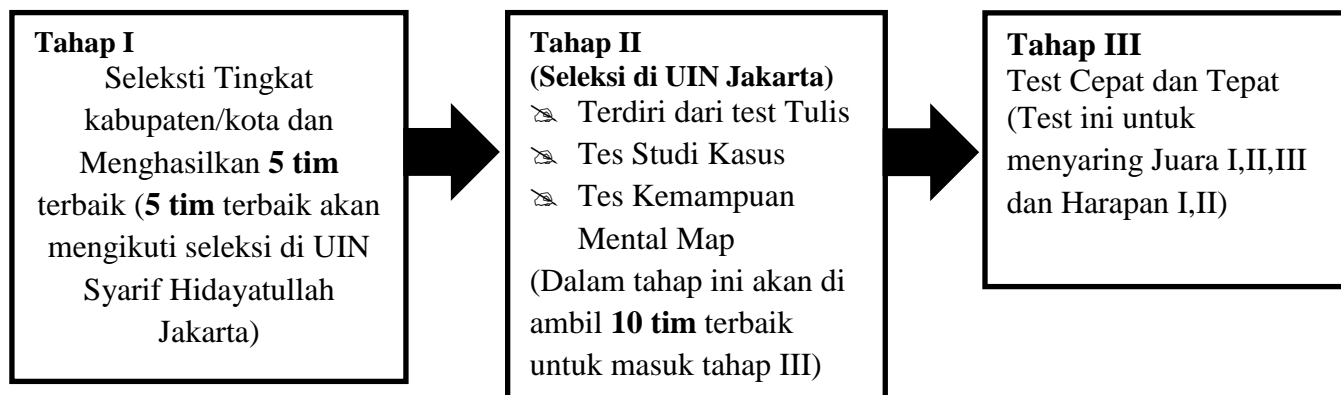 Tahap I
Seleksti Tingkat
kabupaten/kota dan
Menghasilkan 5 tim
terbaik (5 tim terbaik akan
mengikuti seleksi di UIN
Syarif Hidayatullah
Jakarta)
Tahap II
(Seleksi di UIN Jakarta)
Terdiri dari test Tulis
Tes Studi Kasus
Tes Kemampuan
Mental Map
(Dalam tahap ini akan di
ambil 10 tim terbaik
untuk masuk tahap III)
Tahap III
Test Cepat dan Tepat
(Test ini untuk
menyaring Juara I,II,III
dan Harapan I,II)